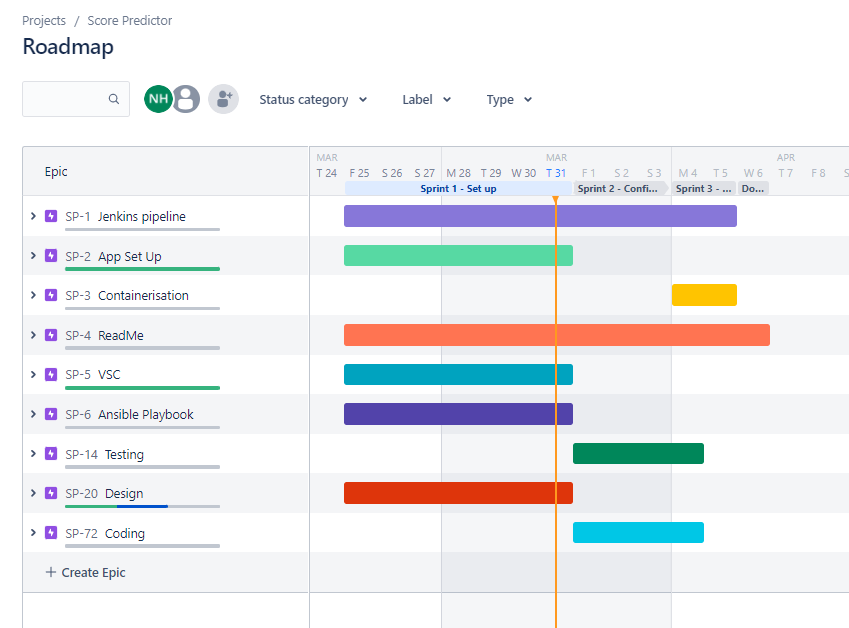 Projects / Score Predictor
Roadmap
NH
Status category
Label
Type
Epic
MAR MAR APR
T 24 F 25 S 26 S 27 M 28 T 29 W 30 T 31 F 1 S 2 S 3 M 4 T 5 W 6 T 7 F 8 S
Sprint 1 - Set up Sprint 2 - Confi... Sprint 3 - ... Do...
SP-1 Jenkins pipeline
SP-2 App Set Up
SP-3 Containerisation
SP-4 ReadMe
SP-5 VSC
SP-6 Ansible Playbook
SP-14 Testing
SP-20 Design
SP-72 Coding
+ Create Epic